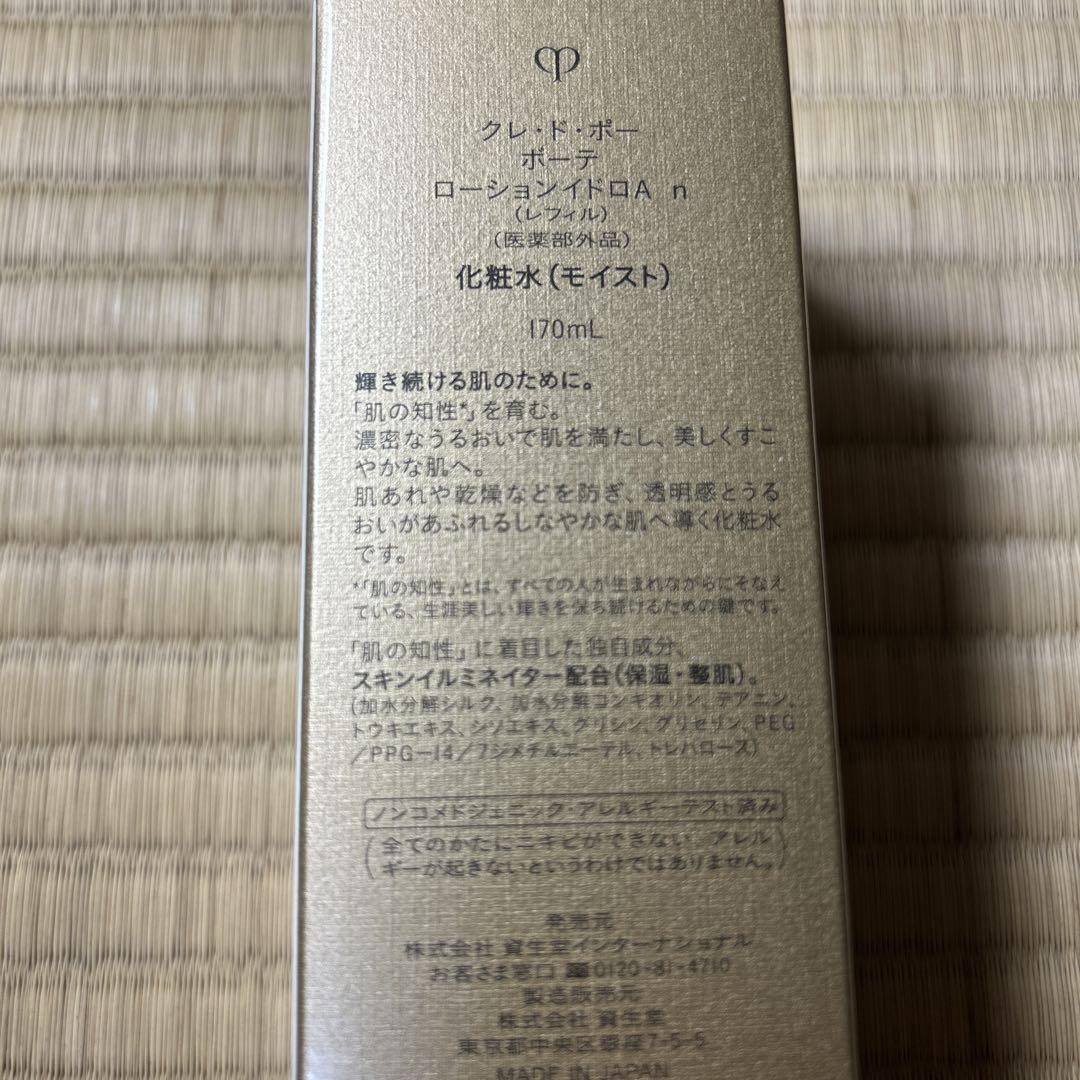 クレ・ド・ポー
ボーテ
ローションイドロA n
(レフィル)
(医薬部外品)
化粧水(モイスト)
170mL
輝き続ける肌のために。
「肌の知性*」を育む。
濃密なうるおいで肌を満たし、美しくすこ
やかな肌へ。
肌あれや乾燥などを防ぎ、透明感とうる
おいがあふれるしなやかな肌へ導く化粧水
です。
*「肌の知性」とは、すべての人が生まれながらにそなえ
ている、生涯美しい輝きを保ち続けるための鍵です。
「肌の知性」に着目した独自成分、
スキンイルミネイター配合(保湿・整肌)。
(加水分解シルク、加水分解コンキオリン、テアニン、
トウキエキス、シソエキス、グリシン、グリセリン、PEG
/PPG-14/7ジメチルエーテル、トレハロース)
ノンコメドジェニック・アレルギーテスト済み
(全てのかたにニキビができない、アレル
ギーが起きないというわけではありません。)
発売元
株式会社 資生堂インターナショナル
お客さま窓口 0120-81-4710
製造販売元
株式会社 資生堂
東京都中央区銀座7-5-5
MADE IN JAPAN